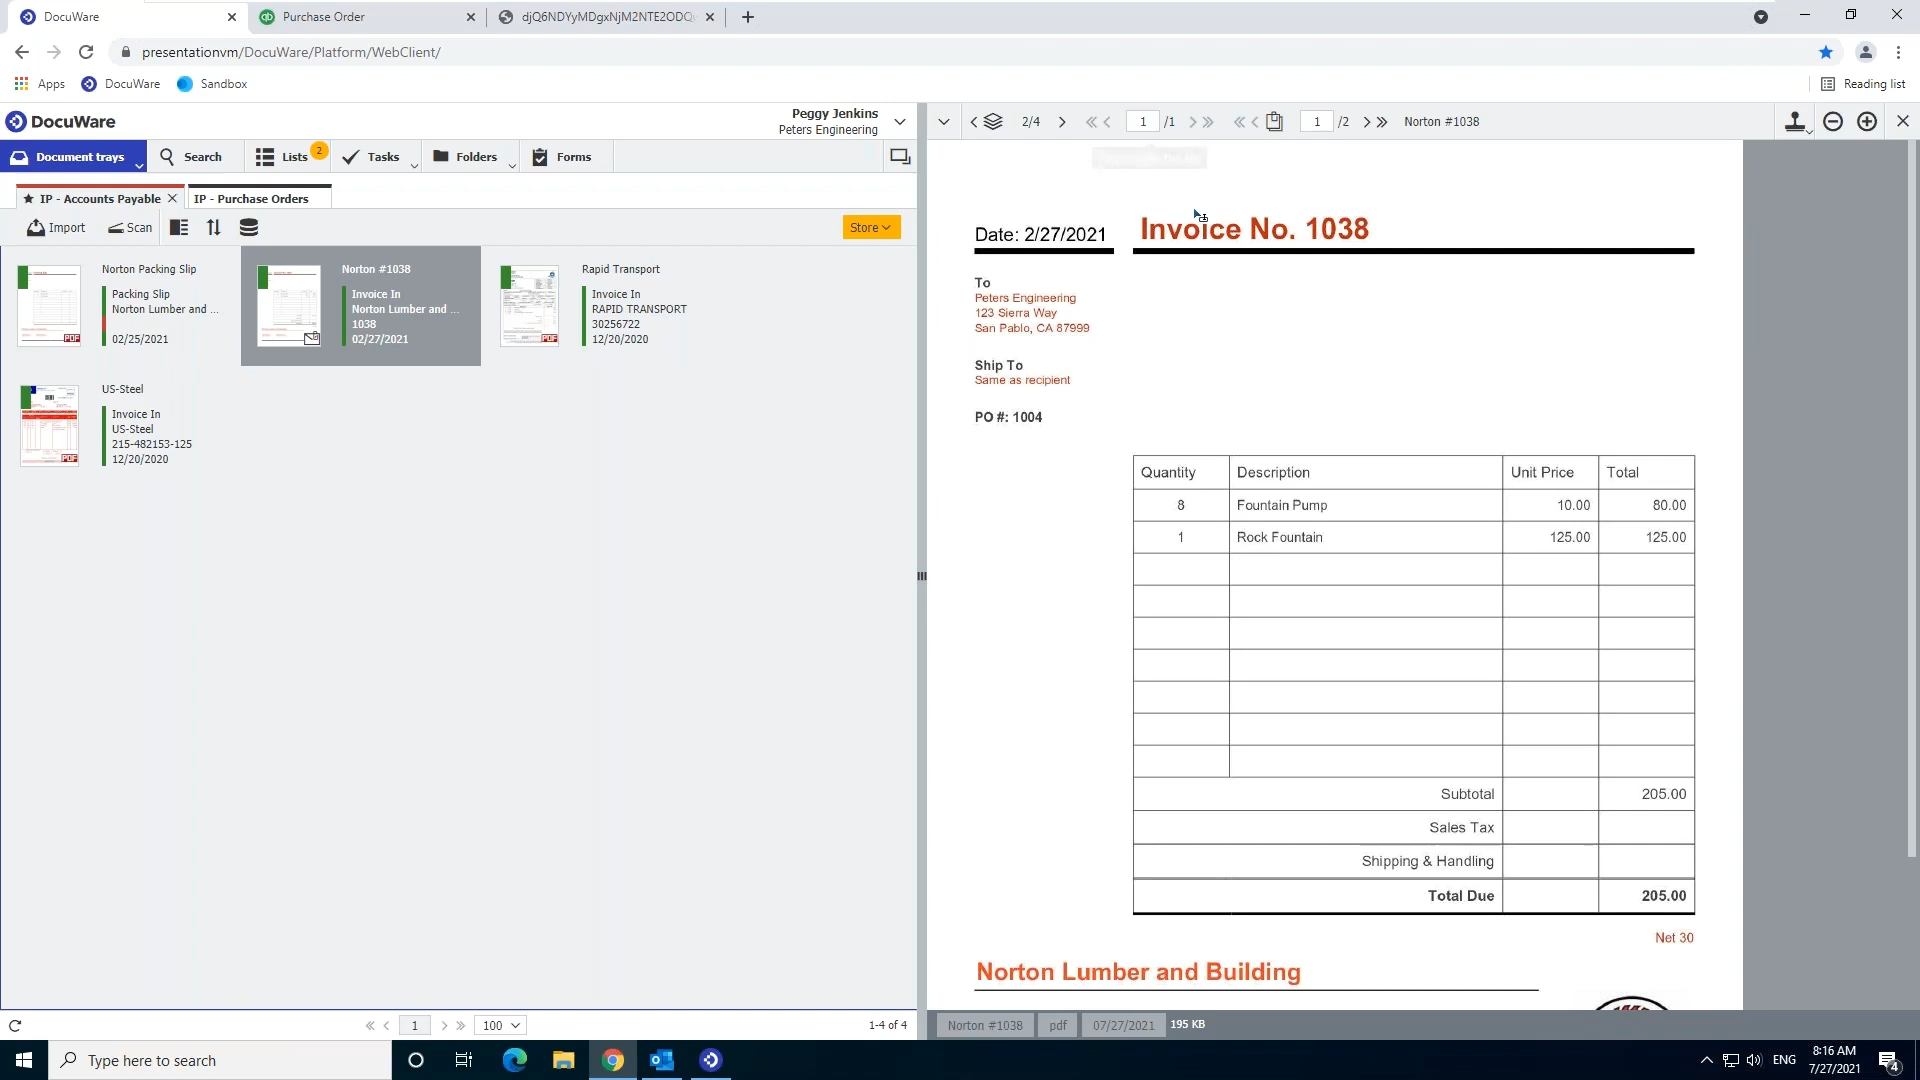 DocuWare
Purchase Order
djQ6NDYyMDgxNjM2NTE2ODQ
presentationvm/DocuWare/Platform/WebClient/
Apps
DocuWare
Sandbox
Reading list
DocuWare
Peggy Jenkins
Peters Engineering
Document trays
Search
Lists
2
Tasks
Folders
Forms
IP - Accounts Payable
IP - Purchase Orders
Import
Scan
Store
Norton Packing Slip
Packing Slip
Norton Lumber and ...
02/25/2021
PDF
Norton #1038
Invoice In
Norton Lumber and ...
1038
02/27/2021
Rapid Transport
Invoice In
RAPID TRANSPORT
30256722
12/20/2020
PDF
US-Steel
Invoice In
US-Steel
215-482153-125
12/20/2020
PDF
1
100
1-4 of 4
2/4
1 /1
1 /2
Norton #1038
Date: 2/27/2021
Invoice No. 1038
To
Peters Engineering
123 Sierra Way
San Pablo, CA 87999
Ship To
Same as recipient
PO #: 1004
Quantity Description Unit Price Total
8 Fountain Pump 10.00 80.00
1 Rock Fountain 125.00 125.00
Subtotal 205.00
Sales Tax
Shipping & Handling
Total Due 205.00
Net 30
Norton Lumber and Building
Norton #1038
pdf
07/27/2021
195 KB
Type here to search
ENG
8:16 AM
7/27/2021
4